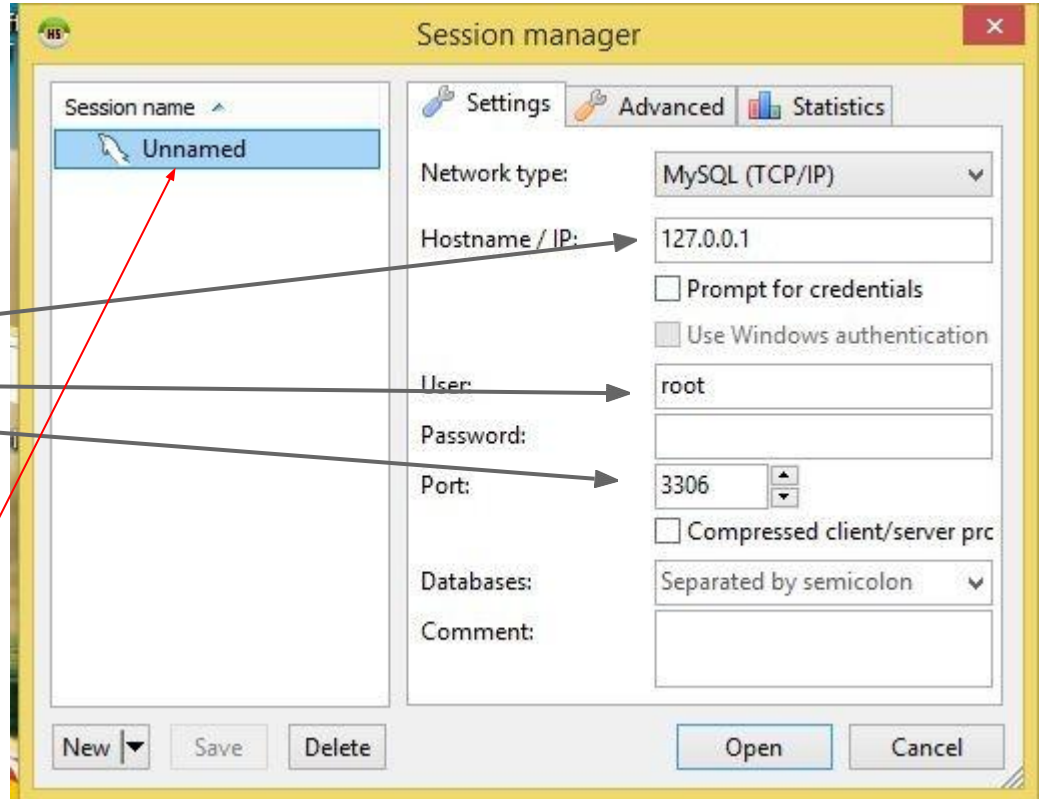 HS
Session manager
Session name
Unnamed
Settings
Advanced
Statistics
Network type:
MySQL (TCP/IP)
Hostname / IP:
127.0.0.1
Prompt for credentials
Use Windows authentication
User:
root
Password:
Port:
3306
Compressed client/server prc
Databases:
Separated by semicolon
Comment:
New
Save
Delete
Open
Cancel